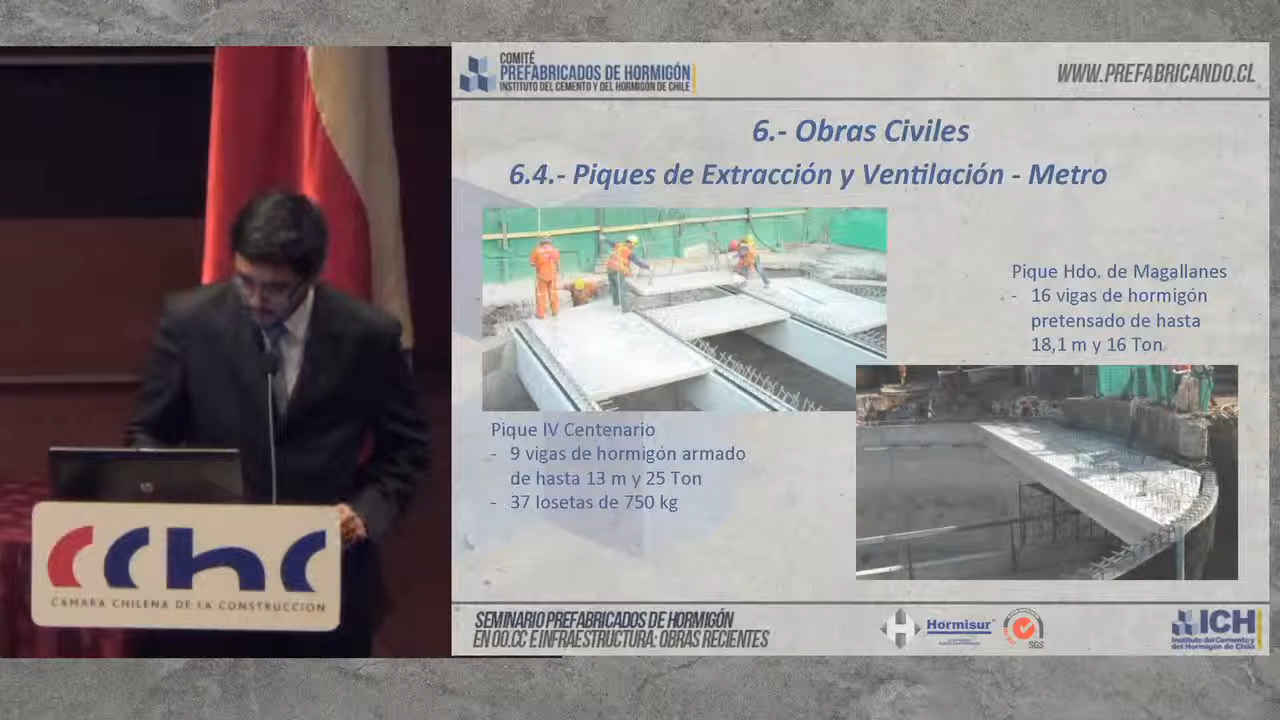 COMITÉ
PREFABRICADOS DE HORMIGÓN
INSTITUTO DEL CEMENTO Y DEL HORMIGÓN DE CHILE
WWW.PREFABRICANDO.CL
6.- Obras Civiles
6.4.- Piques de Extracción y Ventilación - Metro
Pique Hdo. de Magallanes
- 16 vigas de hormigón
pretensado de hasta
18,1 m y 16 Ton
Pique IV Centenario
- 9 vigas de hormigón armado
de hasta 13 m y 25 Ton
- 37 losetas de 750 kg
CChC
CAMARA CHILENA DE LA CONSTRUCCION
SEMINARIO PREFABRICADOS DE HORMIGÓN
EN OO.CC E INFRAESTRUCTURA: OBRAS RECIENTES
Hormisur
SGS
ICH
Instituto del Cemento y
del Hormigón de Chile